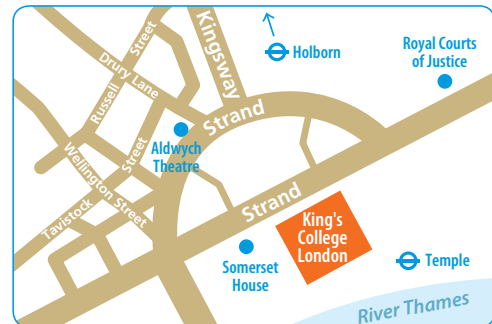 Street
Kingsway
Holborn
Royal Courts
of Justice
Drury Lane
Russell
Strand
Street
Aldwych
Theatre
Wellington Street
Tavistock
Strand
King's
College
London
Somerset
House
Temple
River Thames